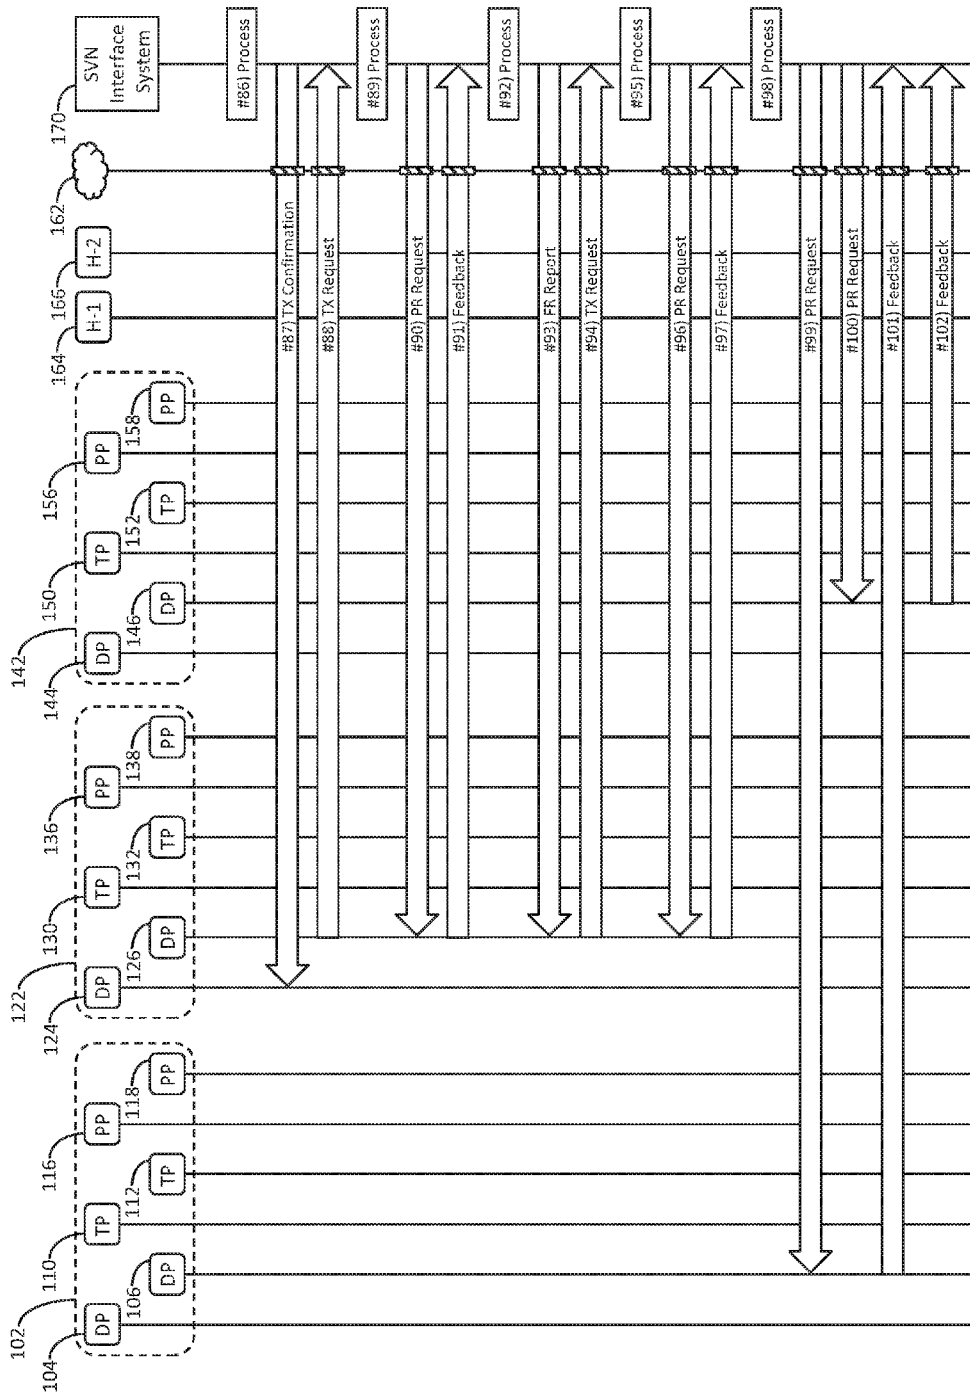 102
122
142
104
110
116
124
130
136
144
150
156
164
166
162
170
DP
TP
PP
DP
TP
PP
DP
TP
PP
H-1
H-2
SVN
Interface
System
106
112
118
126
132
138
146
152
158
DP
TP
PP
DP
TP
PP
DP
TP
PP
#86) Process
#87) TX Confirmation
#88) TX Request
#89) Process
#90) PR Request
#91) Feedback
#92) Process
#93) FR Report
#94) TX Request
#95) Process
#96) PR Request
#97) Feedback
#98) Process
#99) PR Request
#100) PR Request
#101) Feedback
#102) Feedback